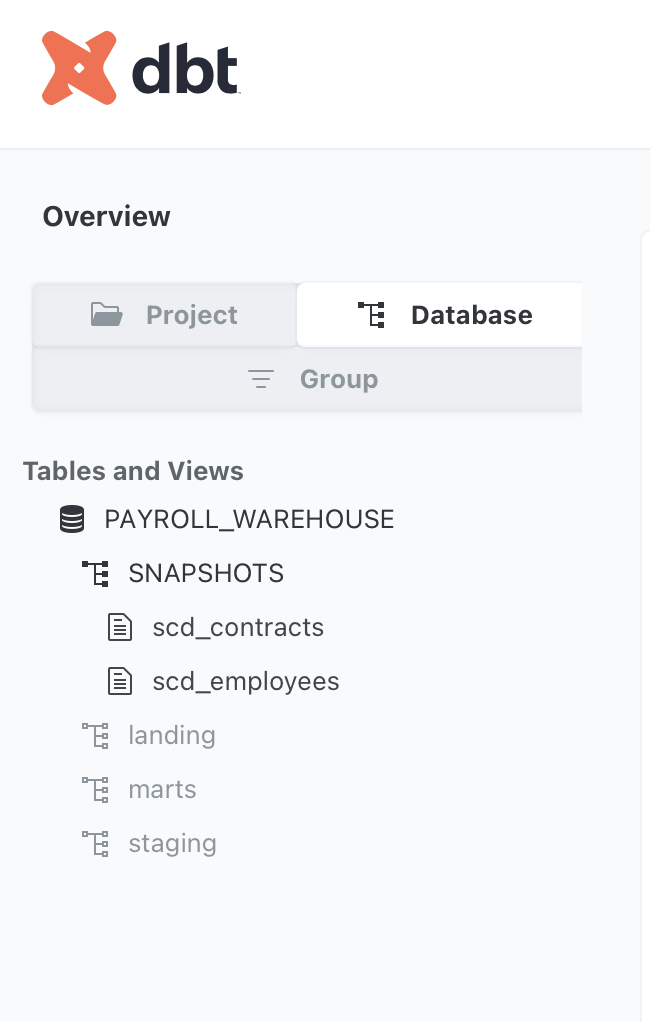 dbt
Overview
Project
Database
Group
Tables and Views
PAYROLL_WAREHOUSE
SNAPSHOTS
scd_contracts
scd_employees
landing
marts
staging